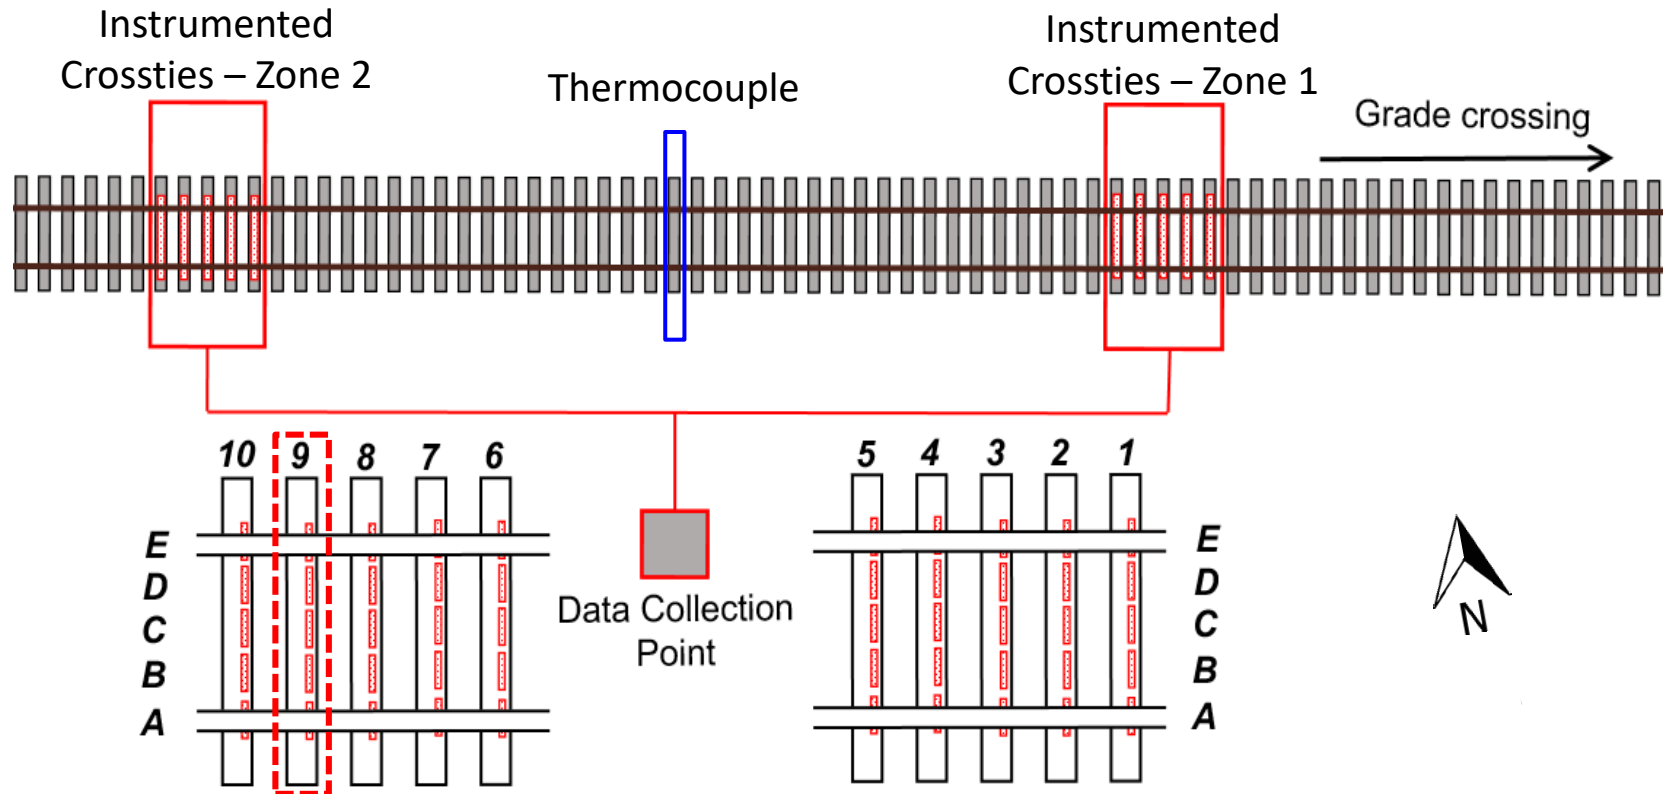 Instrumented
Crossties – Zone 2
Thermocouple
Instrumented
Crossties – Zone 1
Grade crossing
10 9 8 7 6
E
D
C
B
A
Data Collection
Point
5 4 3 2 1
E
D
C
B
A
N